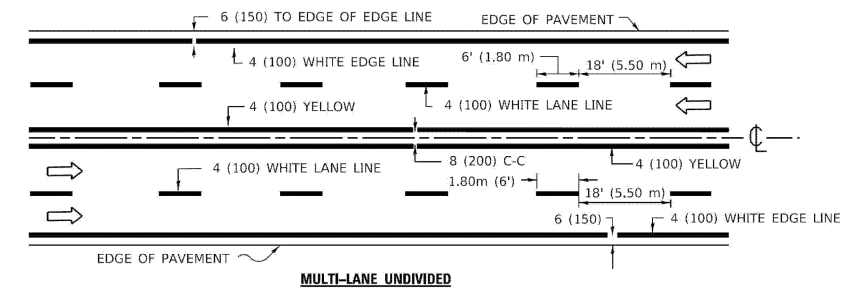 6 (150) TO EDGE OF EDGE LINE
EDGE OF PAVEMENT
4 (100) WHITE EDGE LINE
6' (1.80 m)
18' (5.50 m)
4 (100) YELLOW
4 (100) WHITE LANE LINE
℄
4 (100) WHITE LANE LINE
8 (200) C-C
4 (100) YELLOW
1.80m (6')
18' (5.50 m)
6 (150)
4 (100) WHITE EDGE LINE
EDGE OF PAVEMENT
MULTI-LANE UNDIVIDED